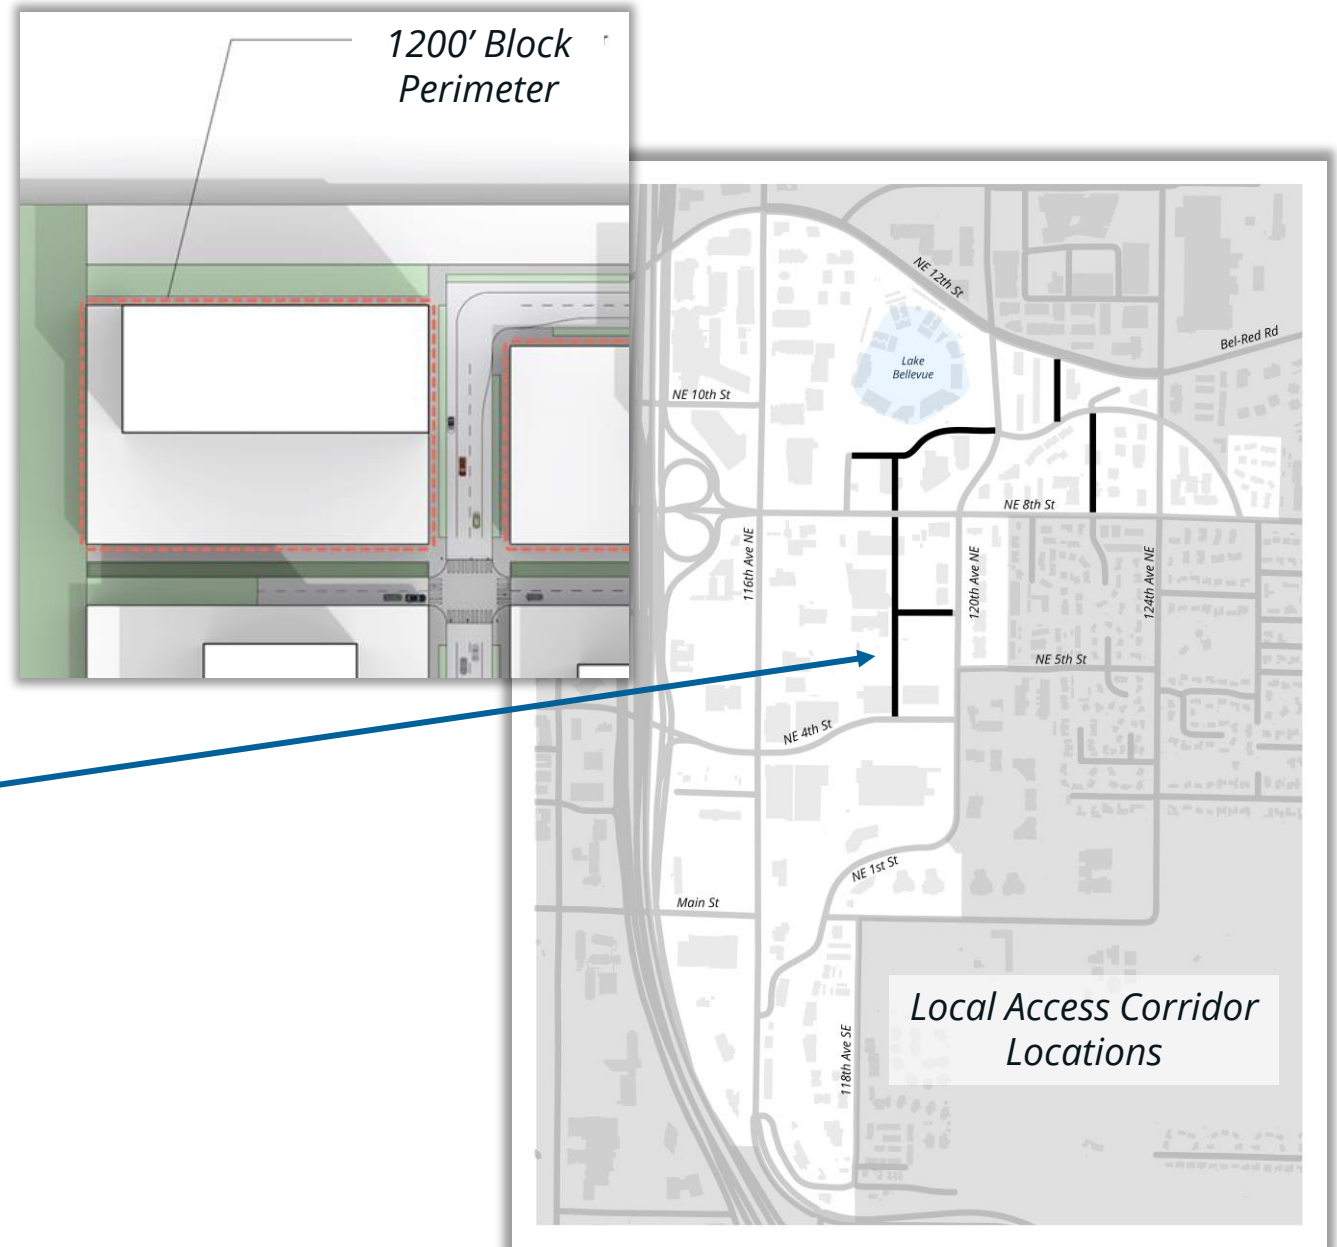 1200’ Block
Perimeter
NE 12th St
Bel-Red Rd
Lake
Bellevue
NE 10th St
NE 8th St
116th Ave NE
120th Ave NE
124th Ave NE
NE 5th St
NE 4th St
NE 1st St
Main St
118th Ave SE
Local Access Corridor
Locations